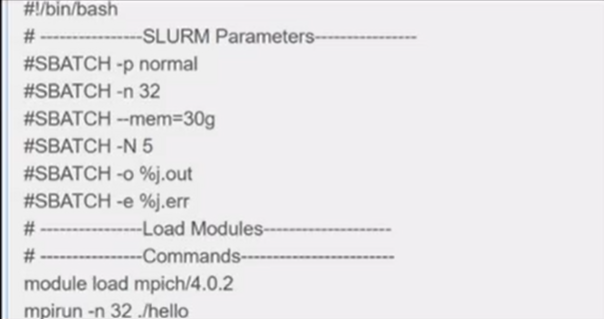 #!/bin/bash
# ---------------SLURM Parameters---------------
#SBATCH -p normal
#SBATCH -n 32
#SBATCH --mem=30g
#SBATCH -N 5
#SBATCH -o %j.out
#SBATCH -e %j.err
# ---------------Load Modules-------------------
# ---------------Commands-----------------------
module load mpich/4.0.2
mpirun -n 32 ./hello